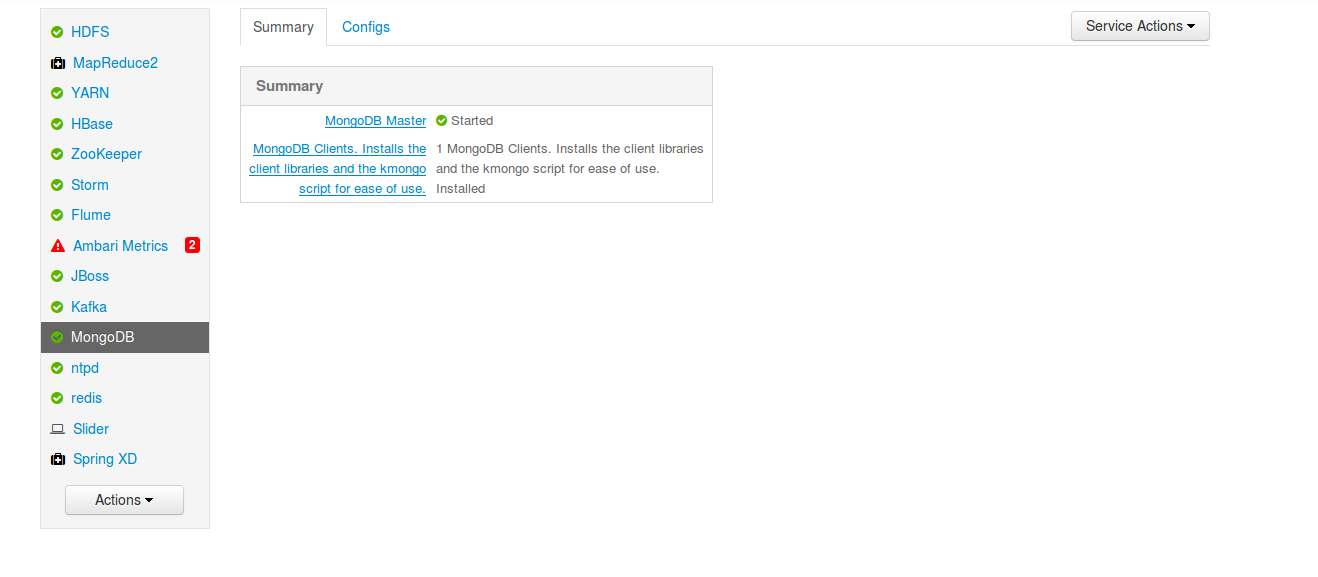 HDFS
MapReduce2
YARN
HBase
ZooKeeper
Storm
Flume
Ambari Metrics 2
JBoss
Kafka
MongoDB
ntpd
redis
Slider
Spring XD
Actions
Summary Configs Service Actions
Summary
MongoDB Master Started
MongoDB Clients. Installs the
client libraries and the kmongo
script for ease of use.
1 MongoDB Clients. Installs the client libraries
and the kmongo script for ease of use.
Installed